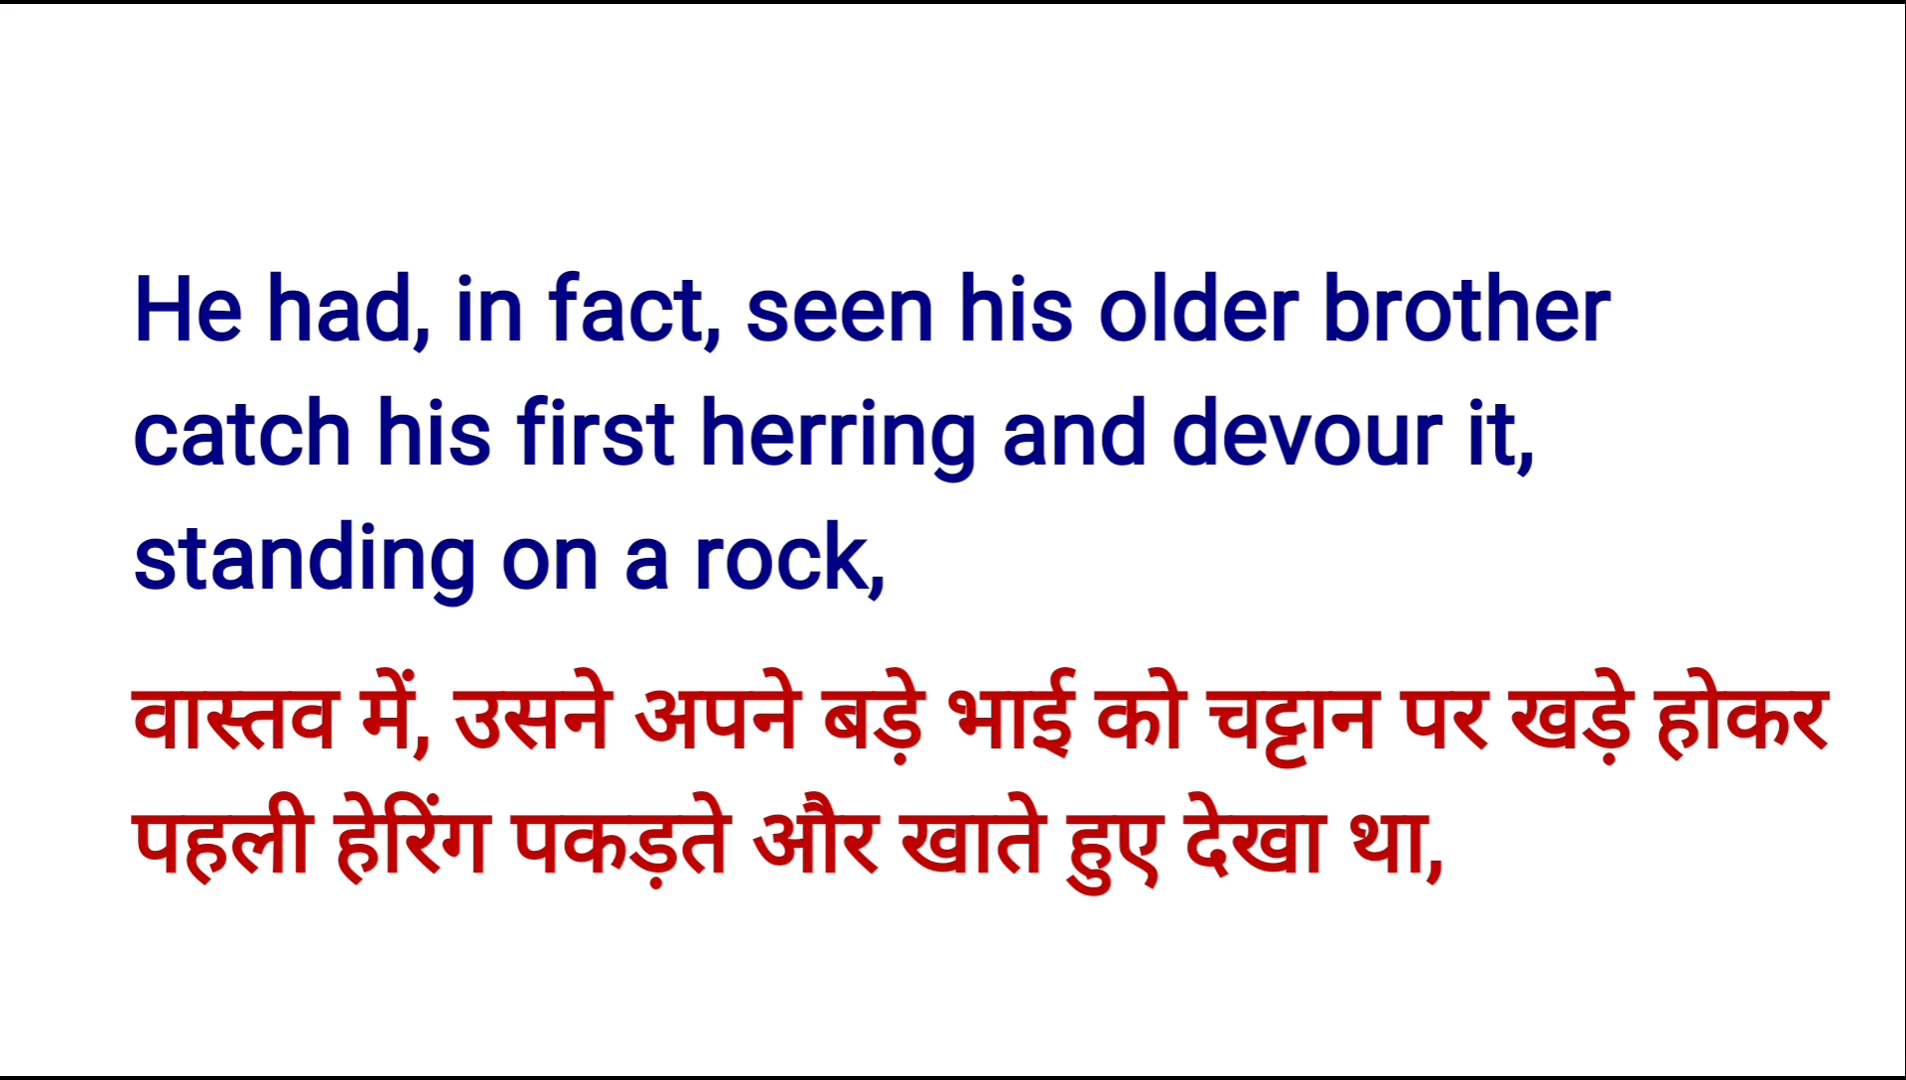 He had, in fact, seen his older brother
catch his first herring and devour it,
standing on a rock,
वास्तव में, उसने अपने बड़े भाई को चट्टान पर खड़े होकर
पहली हेरिंग पकड़ते और खाते हुए देखा था,